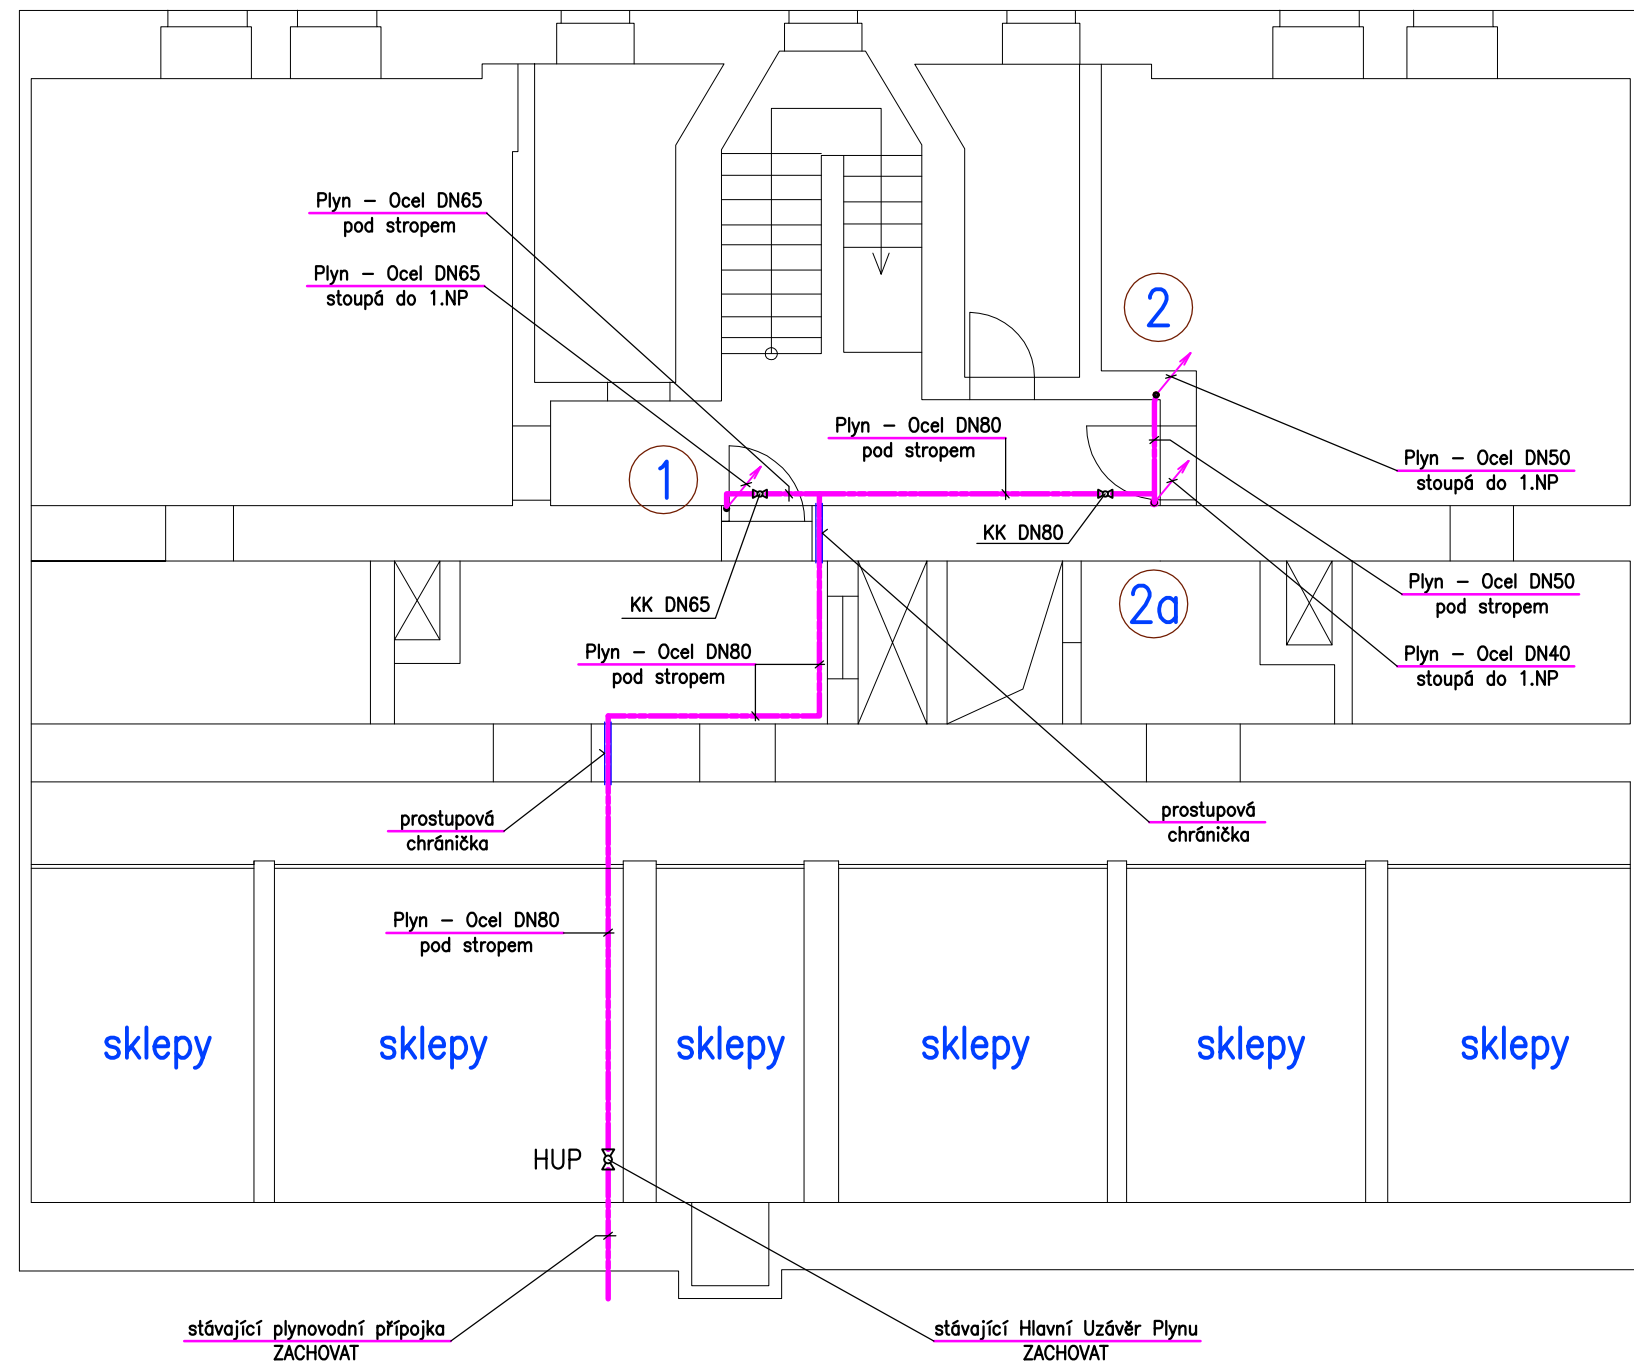 Plyn - Ocel DN65
pod stropem
Plyn - Ocel DN65
stoupá do 1.NP
2
Plyn - Ocel DN80
pod stropem
1
Plyn - Ocel DN50
stoupá do 1.NP
KK DN80
KK DN65
2a
Plyn - Ocel DN50
pod stropem
Plyn - Ocel DN80
pod stropem
Plyn - Ocel DN40
stoupá do 1.NP
prostupová
chránička
prostupová
chránička
Plyn - Ocel DN80
pod stropem
sklepy
sklepy
sklepy
sklepy
sklepy
sklepy
HUP
stávající plynovodní přípojka
ZACHOVAT
stávající Hlavní Uzávěr Plynu
ZACHOVAT